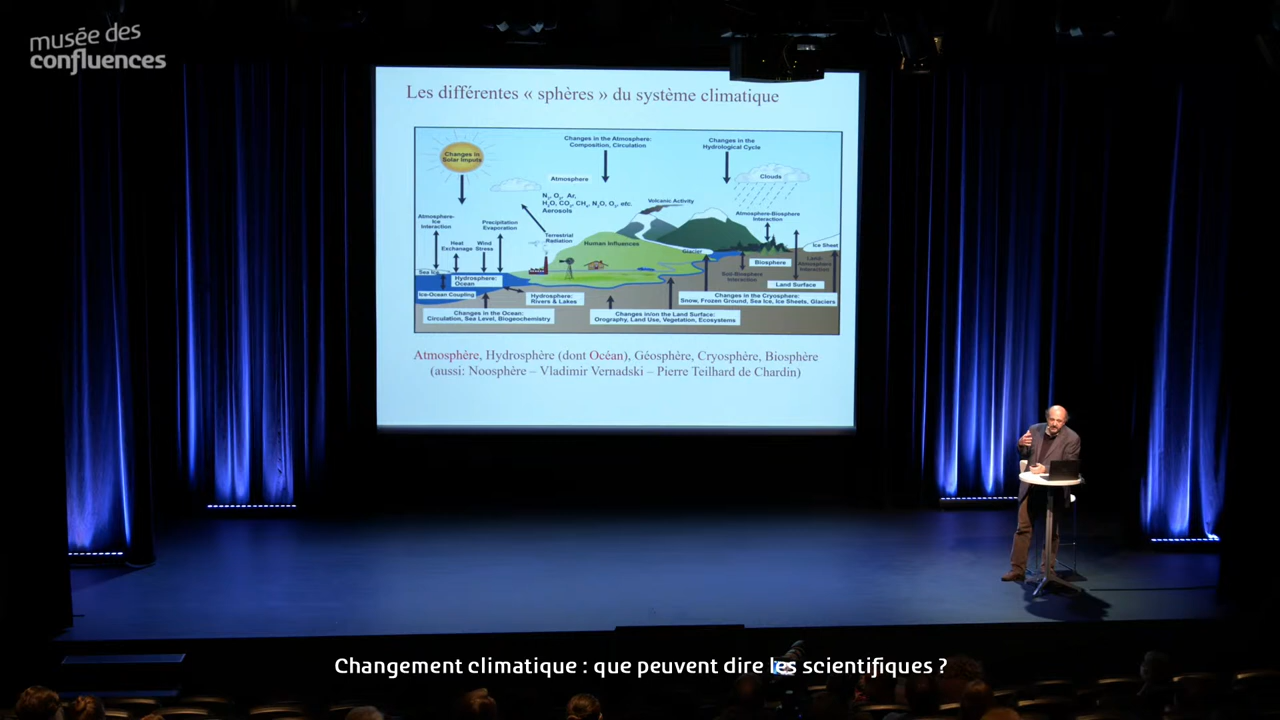 musée des
confluences
Les différentes « sphères » du système climatique
Changes in
Solar Inputs
Changes in the Atmosphere:
Composition, Circulation
Changes in the
Hydrological Cycle
Atmosphere
Clouds
N₂, O₂, Ar,
H₂O, CO₂, CH₄, N₂O, O₃, etc.
Aerosols
Volcanic Activity
Atmosphere-
Ice
Interaction
Precipitation
Evaporation
Atmosphere-Biosphere
Interaction
Terrestrial
Radiation
Heat
Exchange
Wind
Stress
Human Influences
Glacier
Ice Sheet
Biosphere
Land-
Atmosphere
Interaction
Sea Ice
Hydrosphere:
Ocean
Soil-Biosphere
Interaction
Land Surface
Ice-Ocean Coupling
Hydrosphere:
Rivers & Lakes
Changes in the Cryosphere:
Snow, Frozen Ground, Sea Ice, Ice Sheets, Glaciers
Changes in the Ocean:
Circulation, Sea Level, Biogeochemistry
Changes in/on the Land Surface:
Orography, Land Use, Vegetation, Ecosystems
Atmosphère, Hydrosphère (dont Océan), Géosphère, Cryosphère, Biosphère
(aussi: Noosphère – Vladimir Vernadski – Pierre Teilhard de Chardin)
Changement climatique : que peuvent dire les scientifiques ?